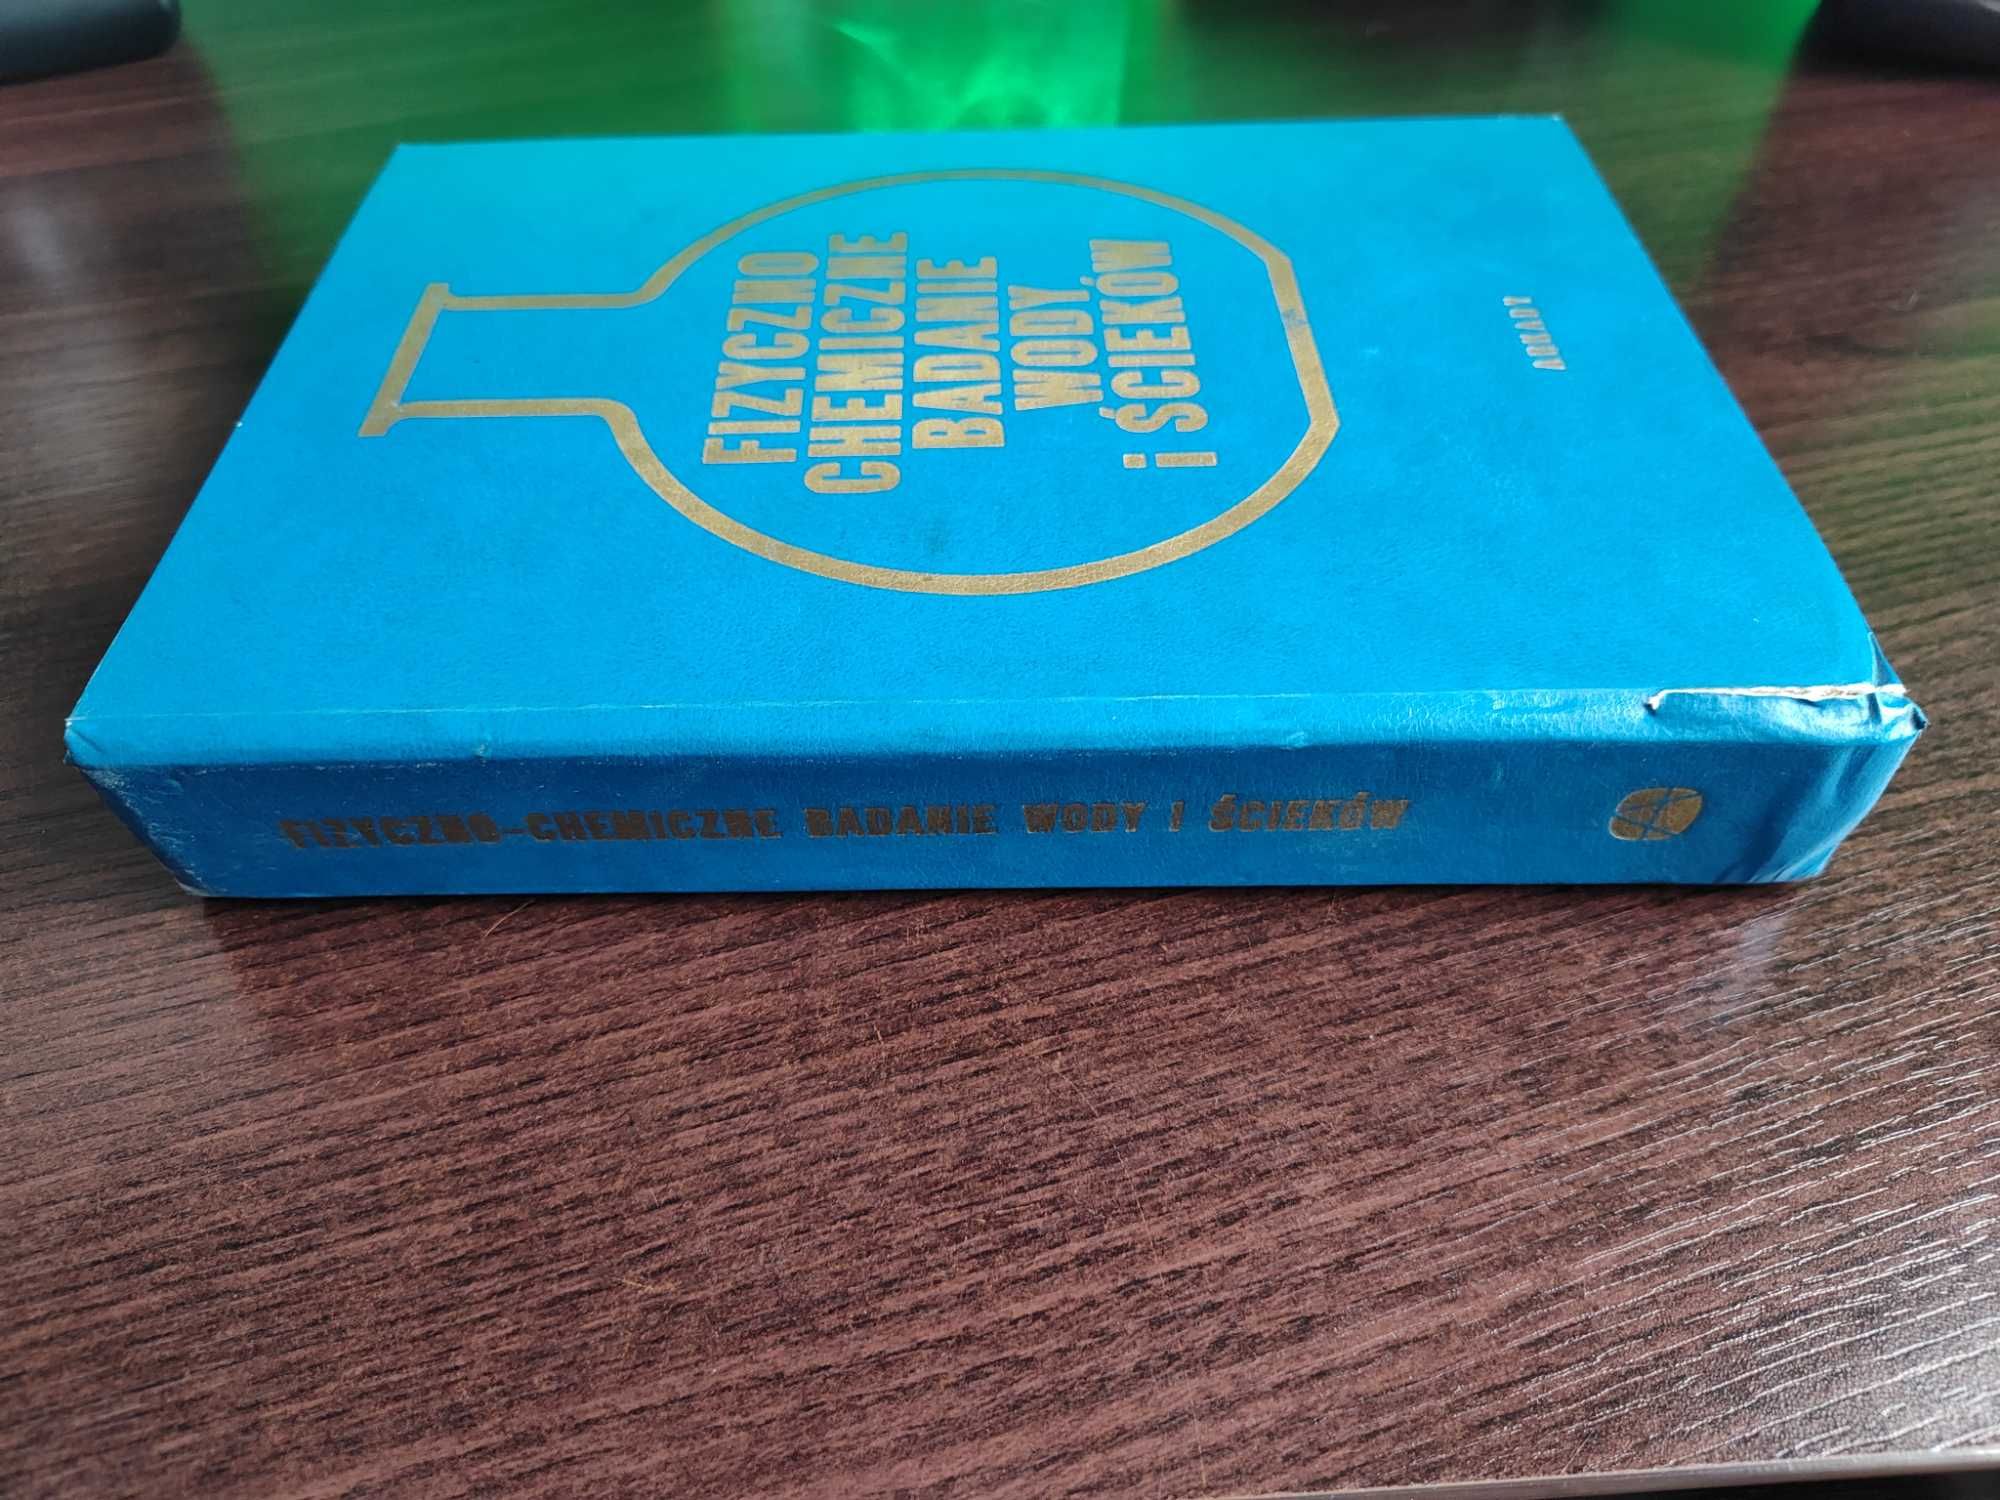 FIZYCZNO
CHEMICZNE
BADANIE
WODY
i ŚCIEKÓW
ARKADY
FIZYCZNO-CHEMICZNE BADANIE WODY I ŚCIEKÓW